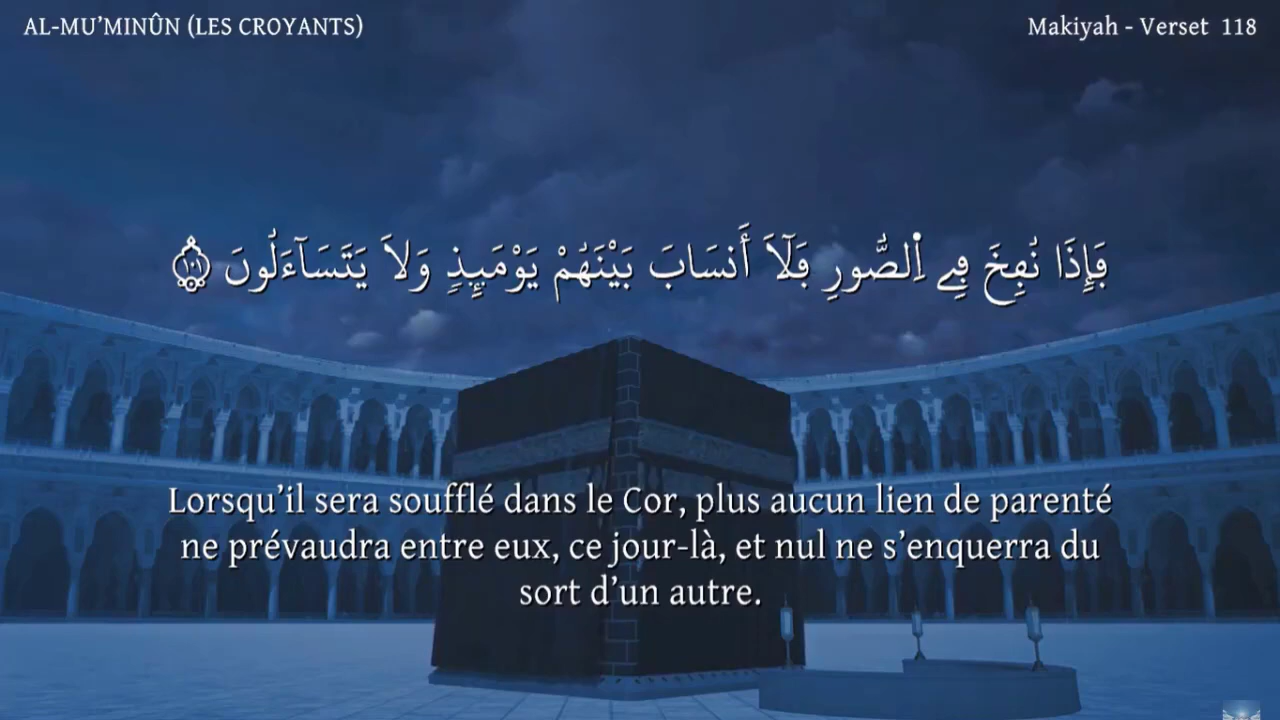 AL-MU’MINÛN (LES CROYANTS)
Makiyah - Verset 118
فَإِذَا نُفِخَ فِے اِ۬لصُّورِ فَلَآ أَنسَابَ بَيْنَهُمْ يَوْمَئِذٖ وَلَا يَتَسَآءَلُونَ ١٠١
Lorsqu’il sera soufflé dans le Cor, plus aucun lien de parenté
ne prévaudra entre eux, ce jour-là, et nul ne s’enquerra du
sort d’un autre.